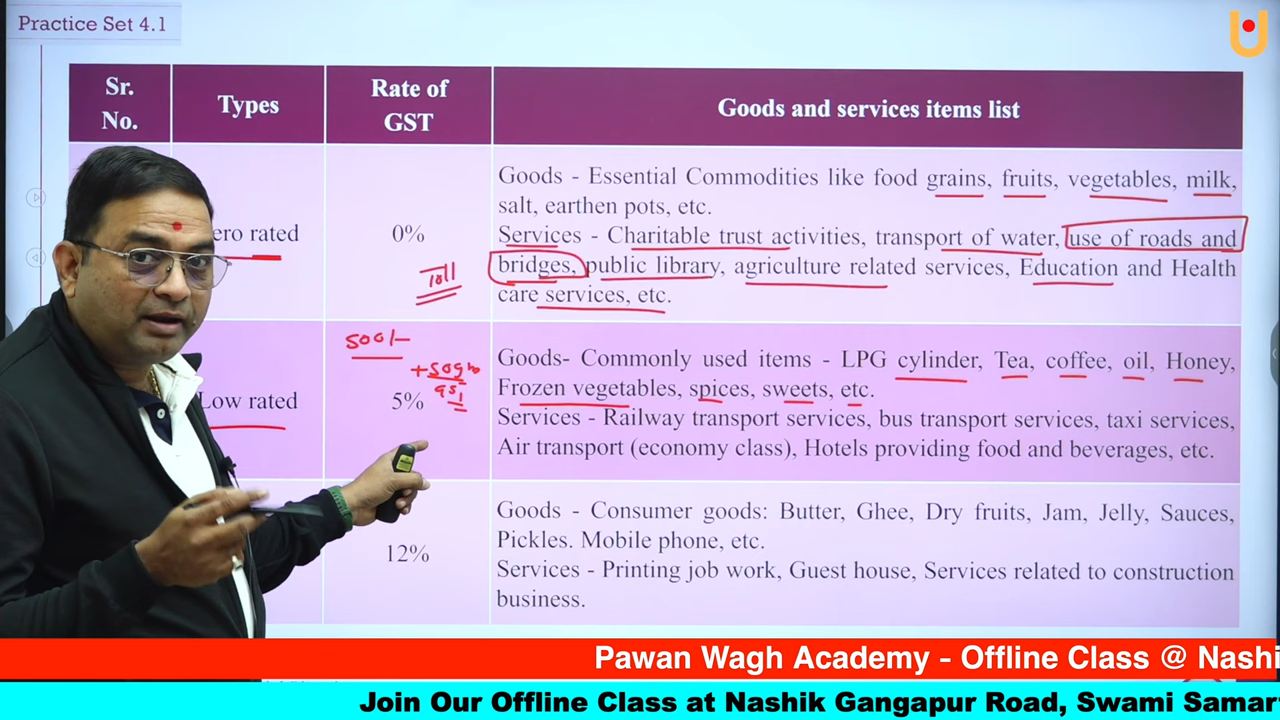 Practice Set 4.1
Sr.
No.
Types
Rate of
GST
Goods and services items list
ero rated
0%
Toll
Goods - Essential Commodities like food grains, fruits, vegetables, milk,
salt, earthen pots, etc.
Services - Charitable trust activities, transport of water, use of roads and
bridges, public library, agriculture related services, Education and Health
care services, etc.
Low rated
500/-
5%
Goods- Commonly used items - LPG cylinder, Tea, coffee, oil, Honey,
Frozen vegetables, spices, sweets, etc.
Services - Railway transport services, bus transport services, taxi services,
Air transport (economy class), Hotels providing food and beverages, etc.
12%
Goods - Consumer goods: Butter, Ghee, Dry fruits, Jam, Jelly, Sauces,
Pickles. Mobile phone, etc.
Services - Printing job work, Guest house, Services related to construction
business.
Pawan Wagh Academy - Offline Class @ Nashi
Join Our Offline Class at Nashik Gangapur Road, Swami Samar